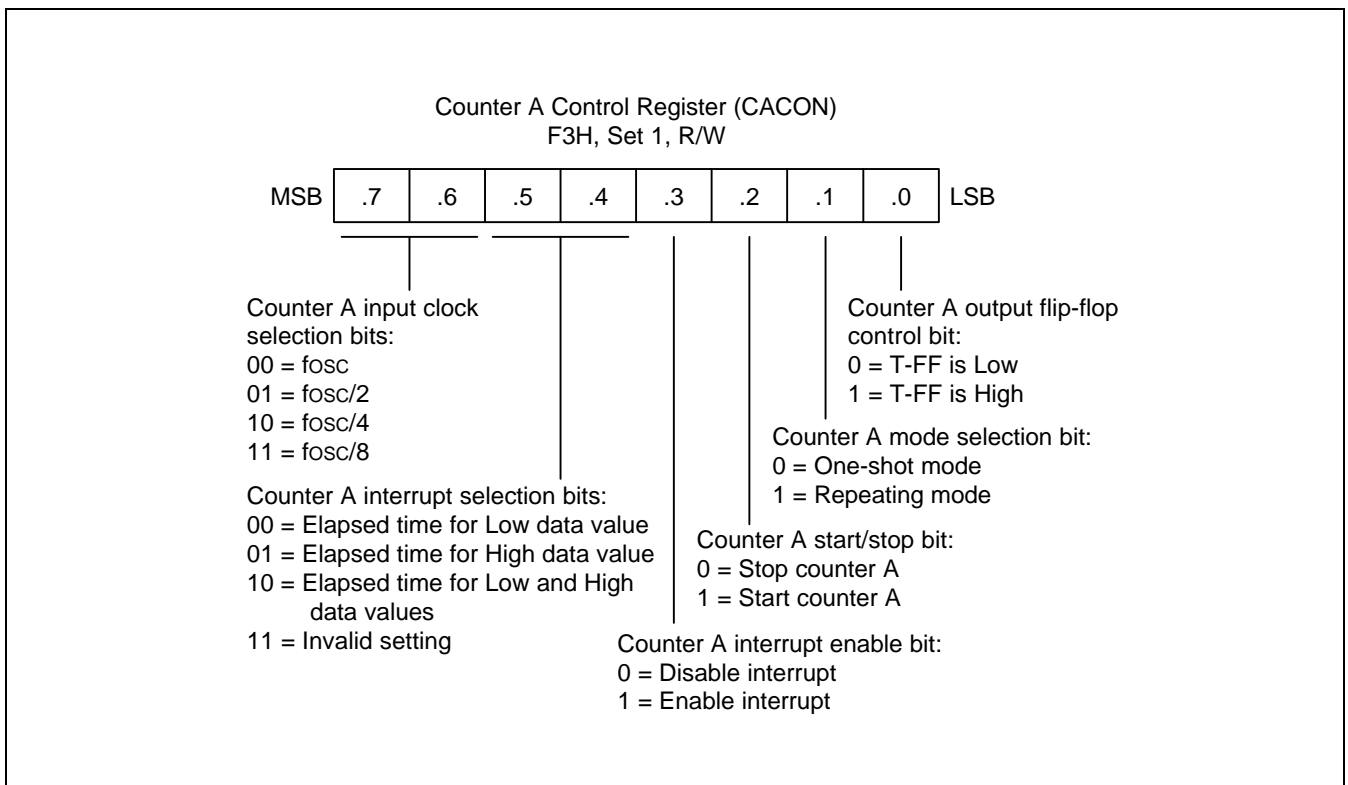 Counter A Control Register (CACON)
F3H, Set 1, R/W
MSB .7 .6 .5 .4 .3 .2 .1 .0 LSB
Counter A input clock
selection bits:
00 = fOSC
01 = fOSC/2
10 = fOSC/4
11 = fOSC/8
Counter A output flip-flop
control bit:
0 = T-FF is Low
1 = T-FF is High
Counter A mode selection bit:
0 = One-shot mode
1 = Repeating mode
Counter A interrupt selection bits:
00 = Elapsed time for Low data value
01 = Elapsed time for High data value
10 = Elapsed time for Low and High
data values
11 = Invalid setting
Counter A start/stop bit:
0 = Stop counter A
1 = Start counter A
Counter A interrupt enable bit:
0 = Disable interrupt
1 = Enable interrupt